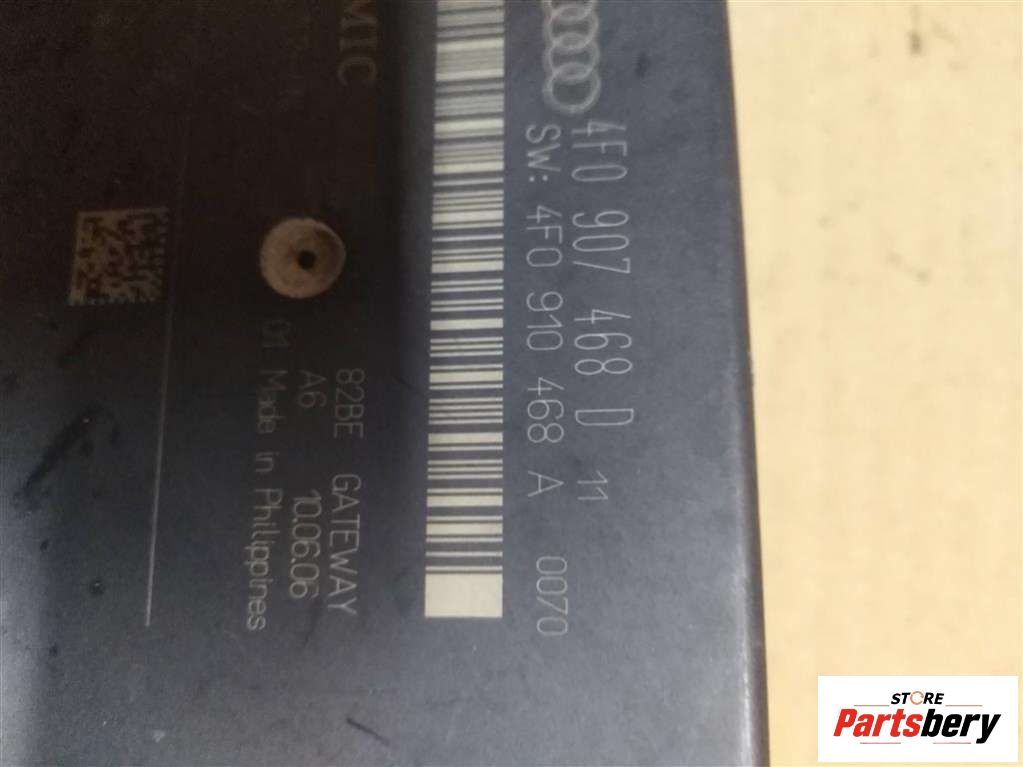 4F0 907 468 D 11
SW: 4F0 910 468 A 0070
82BE GATEWAY
A6 10.06.06
01 Made in Philippines
STORE
Partsbery